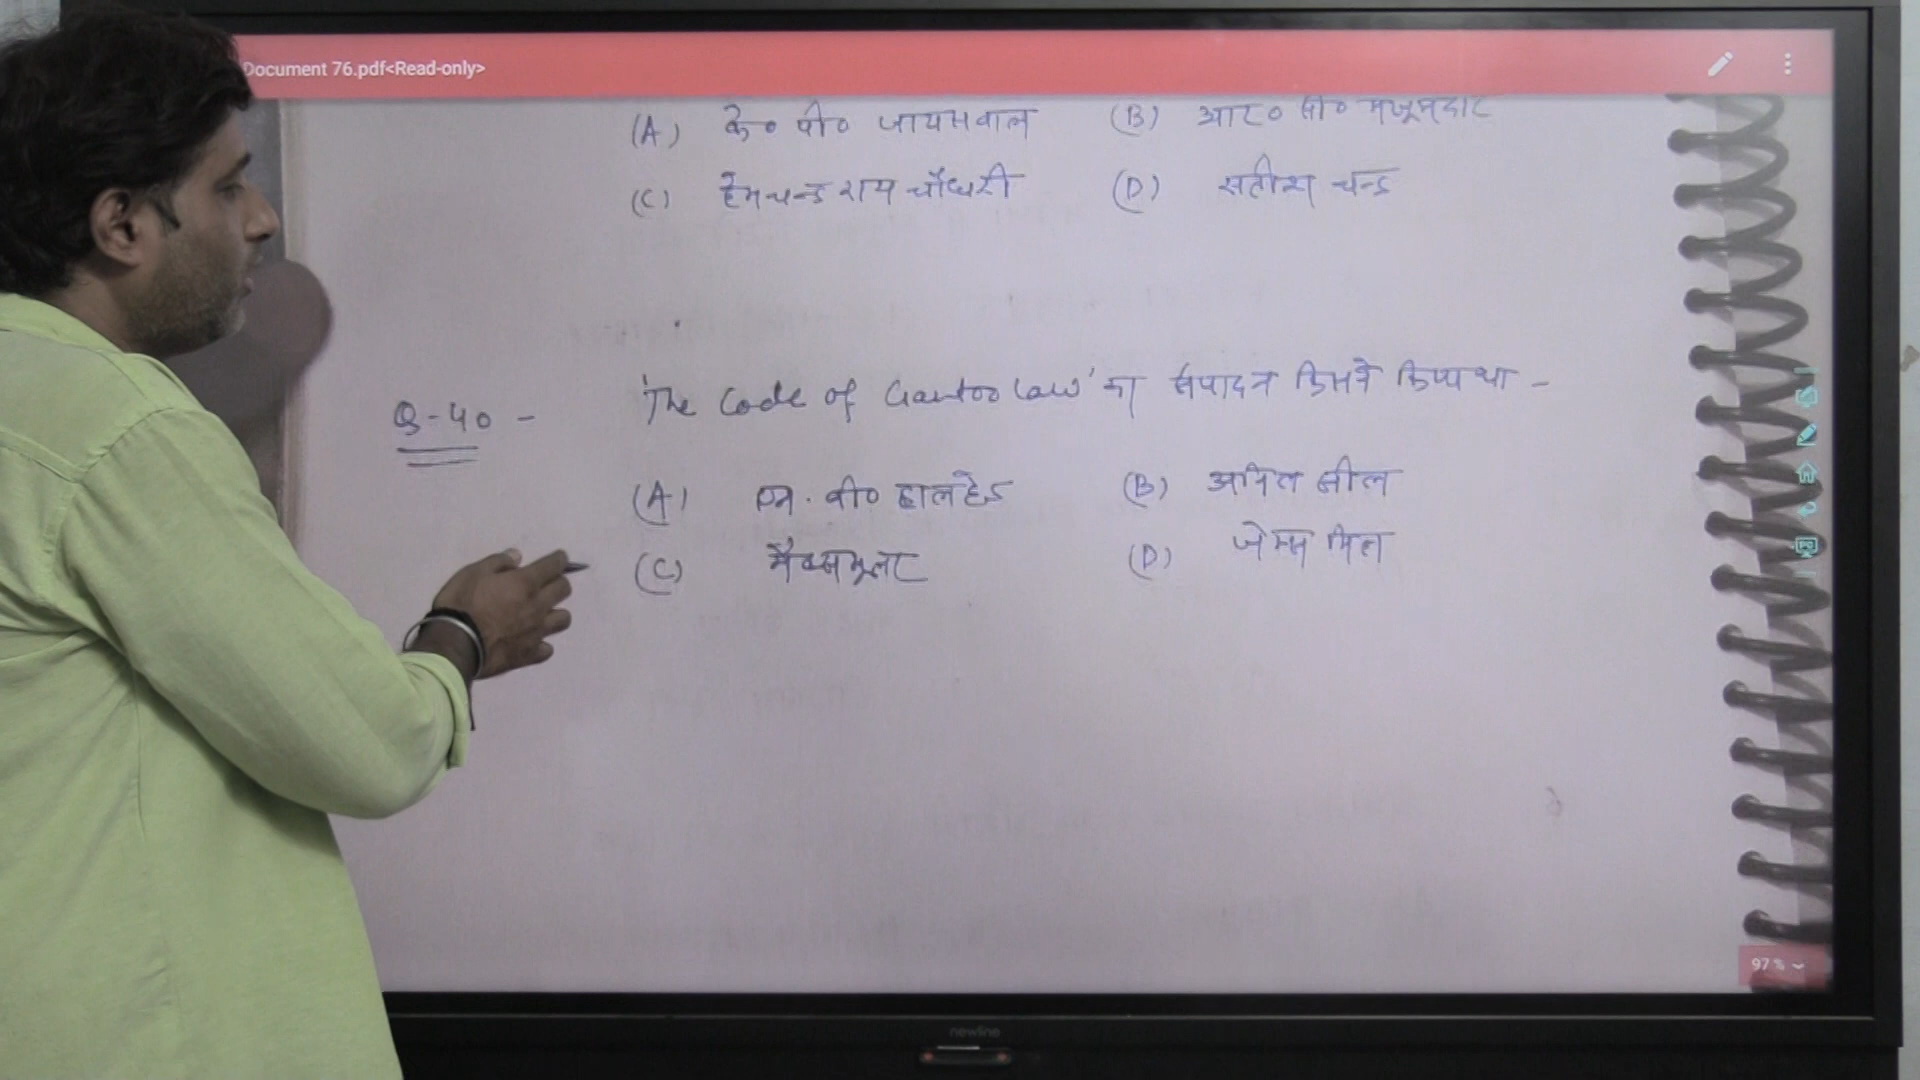 Document 76.pdf<Read-only>
(A) के० पी० जायसवाल (B) आर० सी० मजूमदार
(C) हेमचन्द्र राय चौधरी (D) सतीश चन्द्र
Q-40 - 'The Code of Gentoo Law' का संपादन किसने किया था -
(A) एन. वी० हालहेड (B) अनिल सील
(C) मैक्समूलर (D) जेम्स मिल
97%
newline